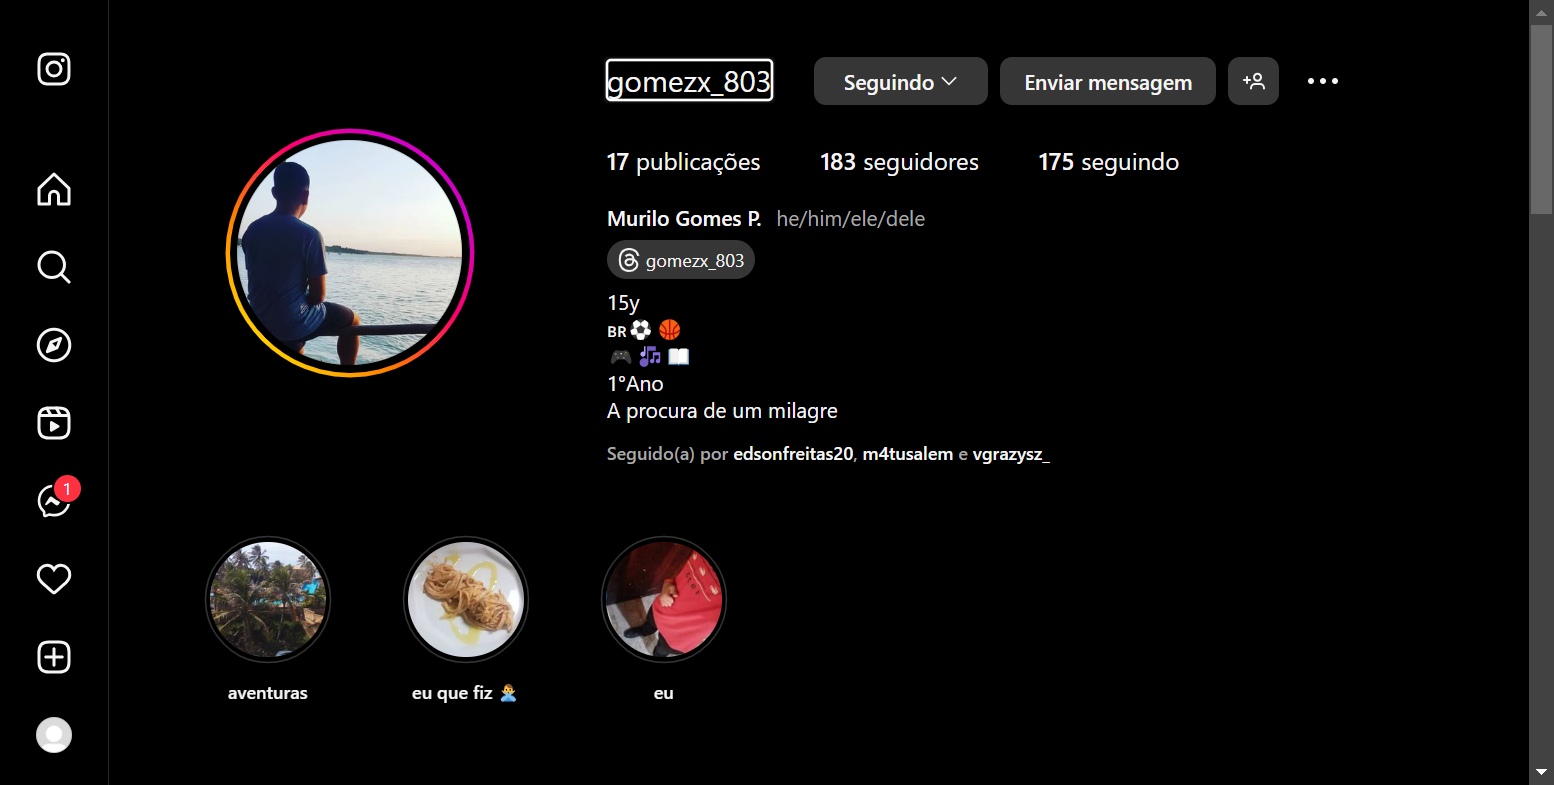 gomezx_803
Seguindo
Enviar mensagem
17 publicações
183 seguidores
175 seguindo
Murilo Gomes P. he/him/ele/dele
gomezx_803
15y
BR⚽ 🏀
🎮 🎶 📖
1°Ano
A procura de um milagre
Seguido(a) por edsonfreitas20, m4tusalem e vgrazysz_
1
aventuras
eu que fiz 🤷‍♂️
eu